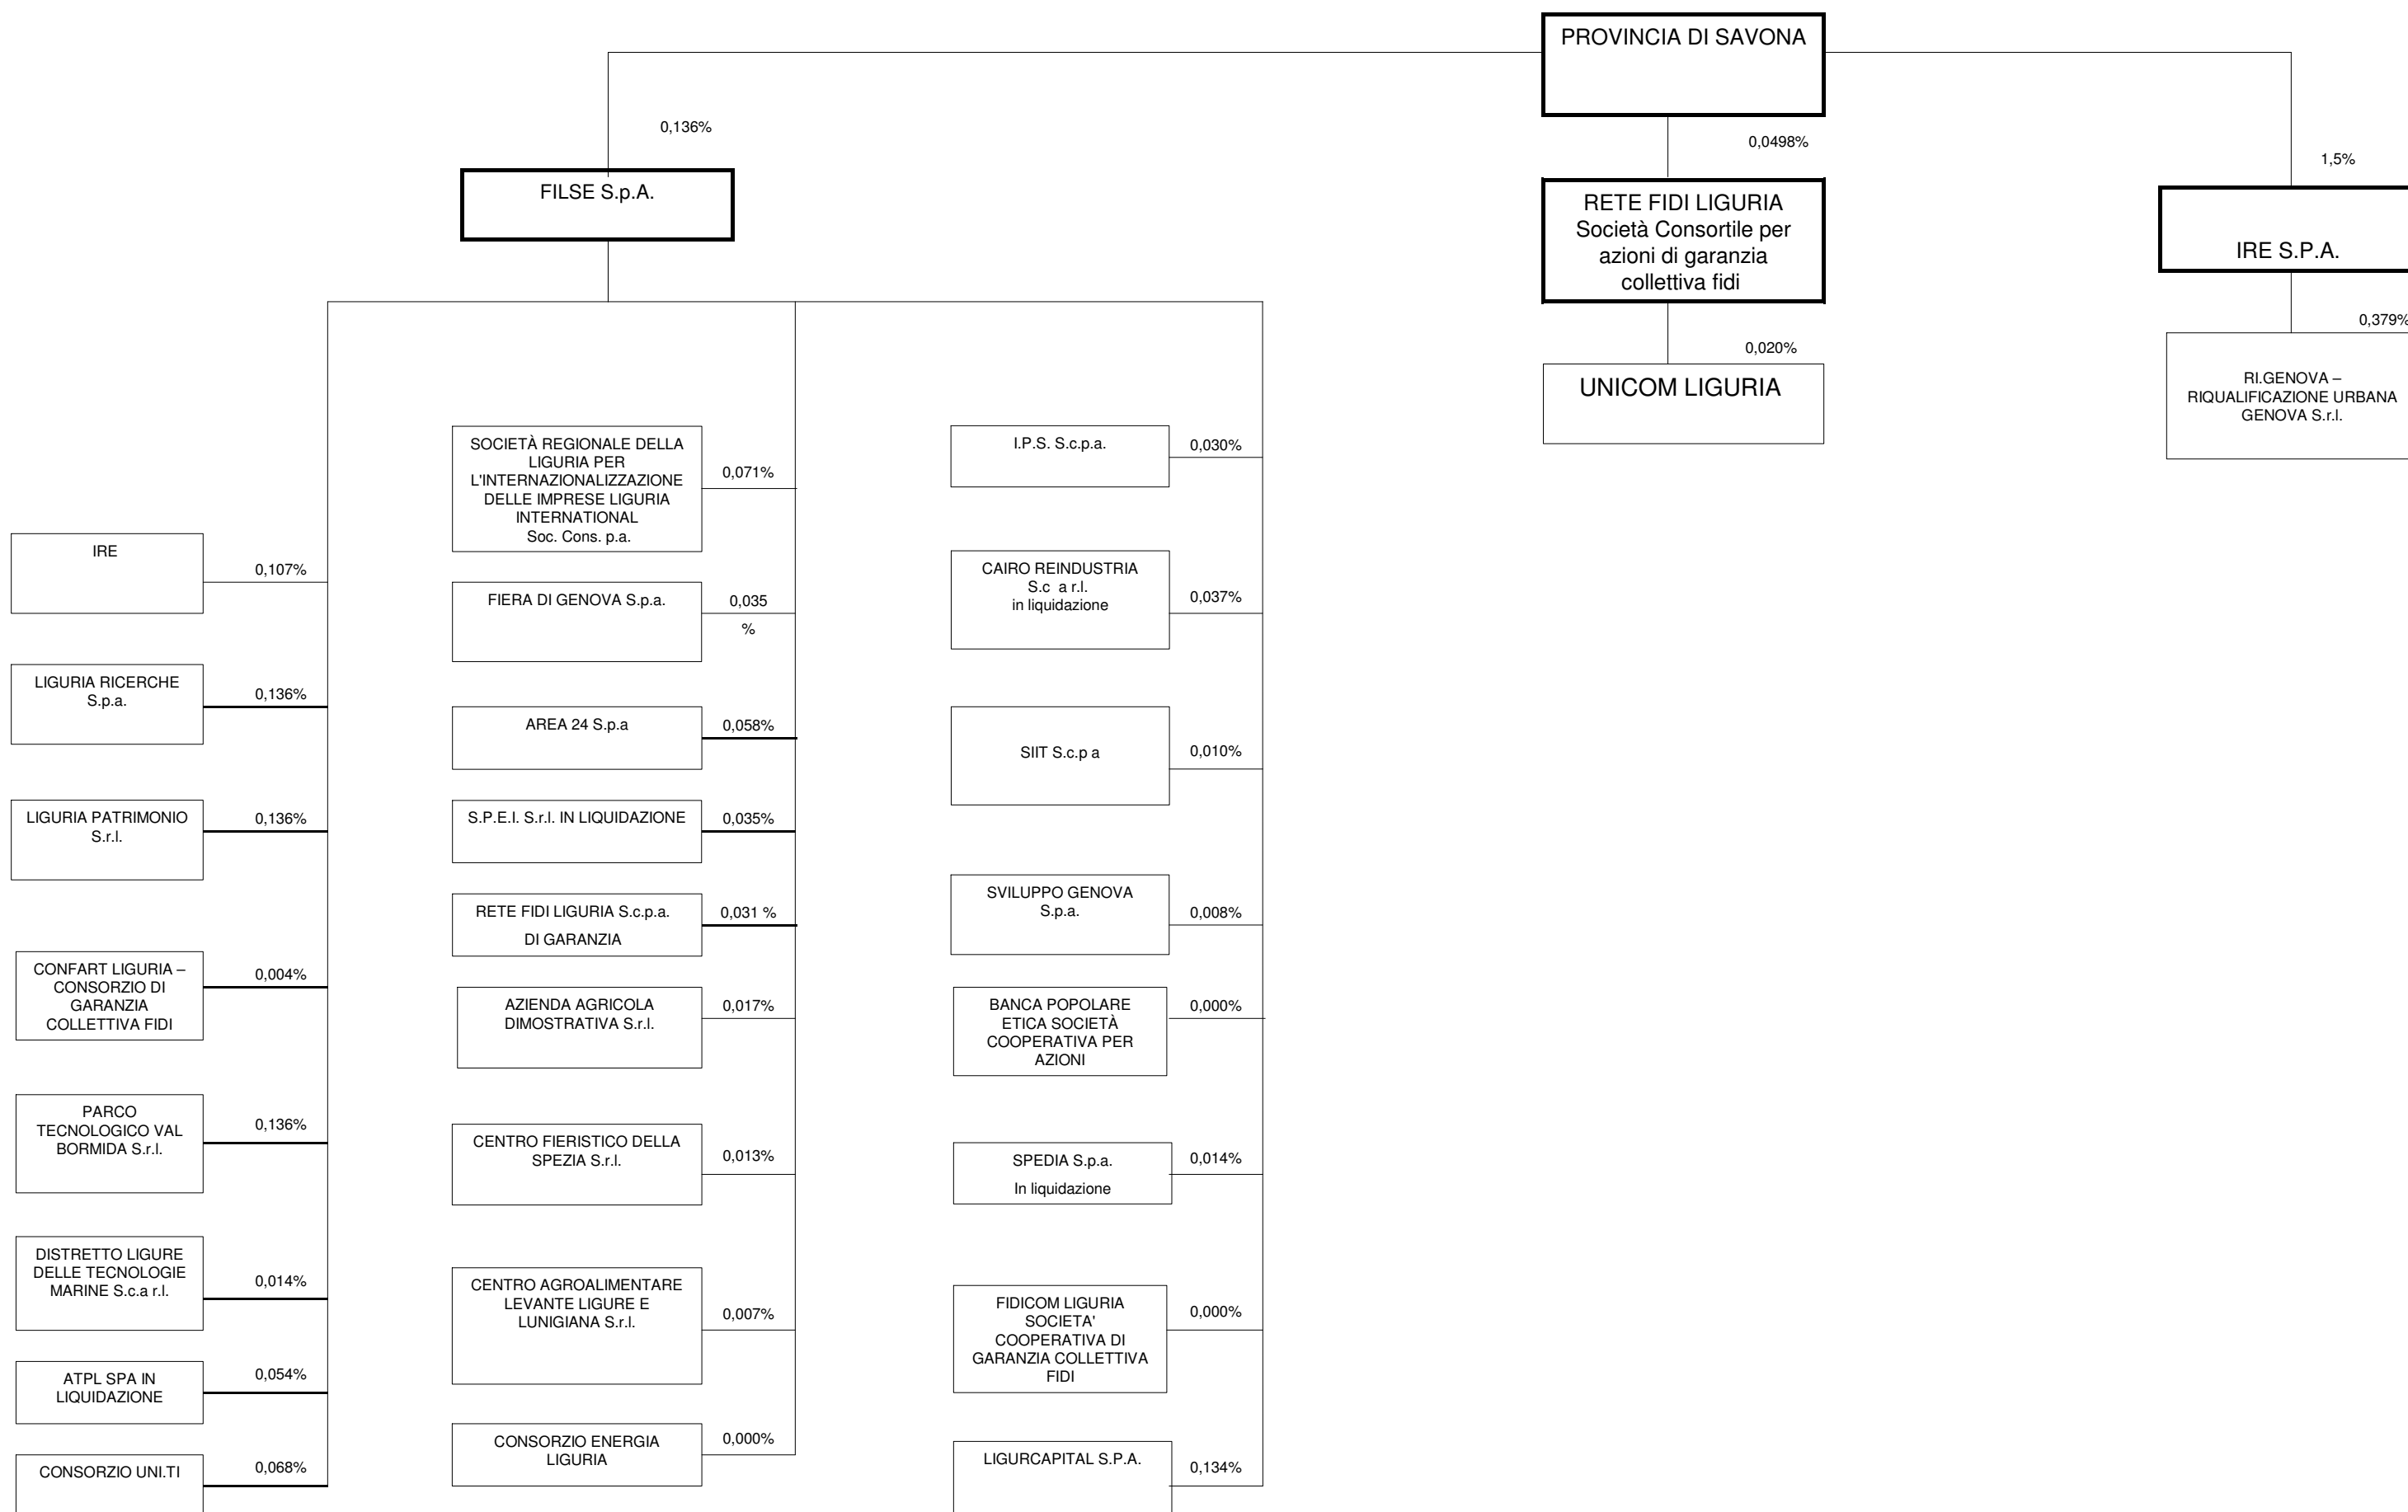 PROVINCIA DI SAVONA
0,136%
0,0498%
1,5%
FILSE S.p.A.
RETE FIDI LIGURIA
Società Consortile per
azioni di garanzia
collettiva fidi
IRE S.P.A.
0,020%
0,379%
UNICOM LIGURIA
RI.GENOVA –
RIQUALIFICAZIONE URBANA
GENOVA S.r.l.
IRE
0,107%
LIGURIA RICERCHE
S.p.a.
0,136%
LIGURIA PATRIMONIO
S.r.l.
0,136%
CONFART LIGURIA –
CONSORZIO DI
GARANZIA
COLLETTIVA FIDI
0,004%
PARCO
TECNOLOGICO VAL
BORMIDA S.r.l.
0,136%
DISTRETTO LIGURE
DELLE TECNOLOGIE
MARINE S.c.a r.l.
0,014%
ATPL SPA IN
LIQUIDAZIONE
0,054%
CONSORZIO UNI.TI
0,068%
SOCIETÀ REGIONALE DELLA
LIGURIA PER
L'INTERNAZIONALIZZAZIONE
DELLE IMPRESE LIGURIA
INTERNATIONAL
Soc. Cons. p.a.
0,071%
FIERA DI GENOVA S.p.a.
0,035
%
AREA 24 S.p.a
0,058%
S.P.E.I. S.r.l. IN LIQUIDAZIONE
0,035%
RETE FIDI LIGURIA S.c.p.a.
DI GARANZIA
0,031 %
AZIENDA AGRICOLA
DIMOSTRATIVA S.r.l.
0,017%
CENTRO FIERISTICO DELLA
SPEZIA S.r.l.
0,013%
CENTRO AGROALIMENTARE
LEVANTE LIGURE E
LUNIGIANA S.r.l.
0,007%
CONSORZIO ENERGIA
LIGURIA
0,000%
I.P.S. S.c.p.a.
0,030%
CAIRO REINDUSTRIA
S.c a r.l.
in liquidazione
0,037%
SIIT S.c.p a
0,010%
SVILUPPO GENOVA
S.p.a.
0,008%
BANCA POPOLARE
ETICA SOCIETÀ
COOPERATIVA PER
AZIONI
0,000%
SPEDIA S.p.a.
In liquidazione
0,014%
FIDICOM LIGURIA
SOCIETA'
COOPERATIVA DI
GARANZIA COLLETTIVA
FIDI
0,000%
LIGURCAPITAL S.P.A.
0,134%